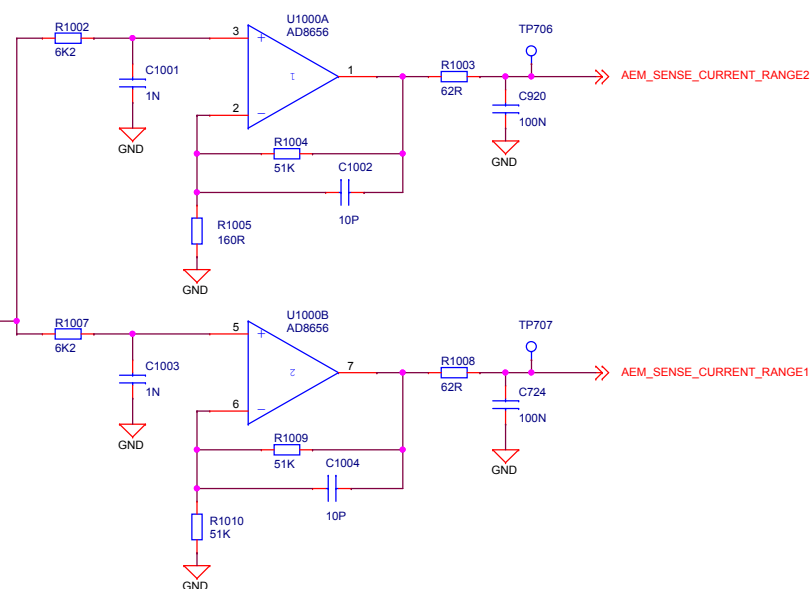 R1002
6K2
C1001
1N
GND
U1000A
AD8656
3
2
1
1
R1003
62R
TP706
AEM_SENSE_CURRENT_RANGE2
C920
100N
GND
R1004
51K
C1002
10P
R1005
160R
GND
R1007
6K2
C1003
1N
GND
U1000B
AD8656
5
6
2
7
R1008
62R
TP707
AEM_SENSE_CURRENT_RANGE1
C724
100N
GND
R1009
51K
C1004
10P
R1010
51K
GND